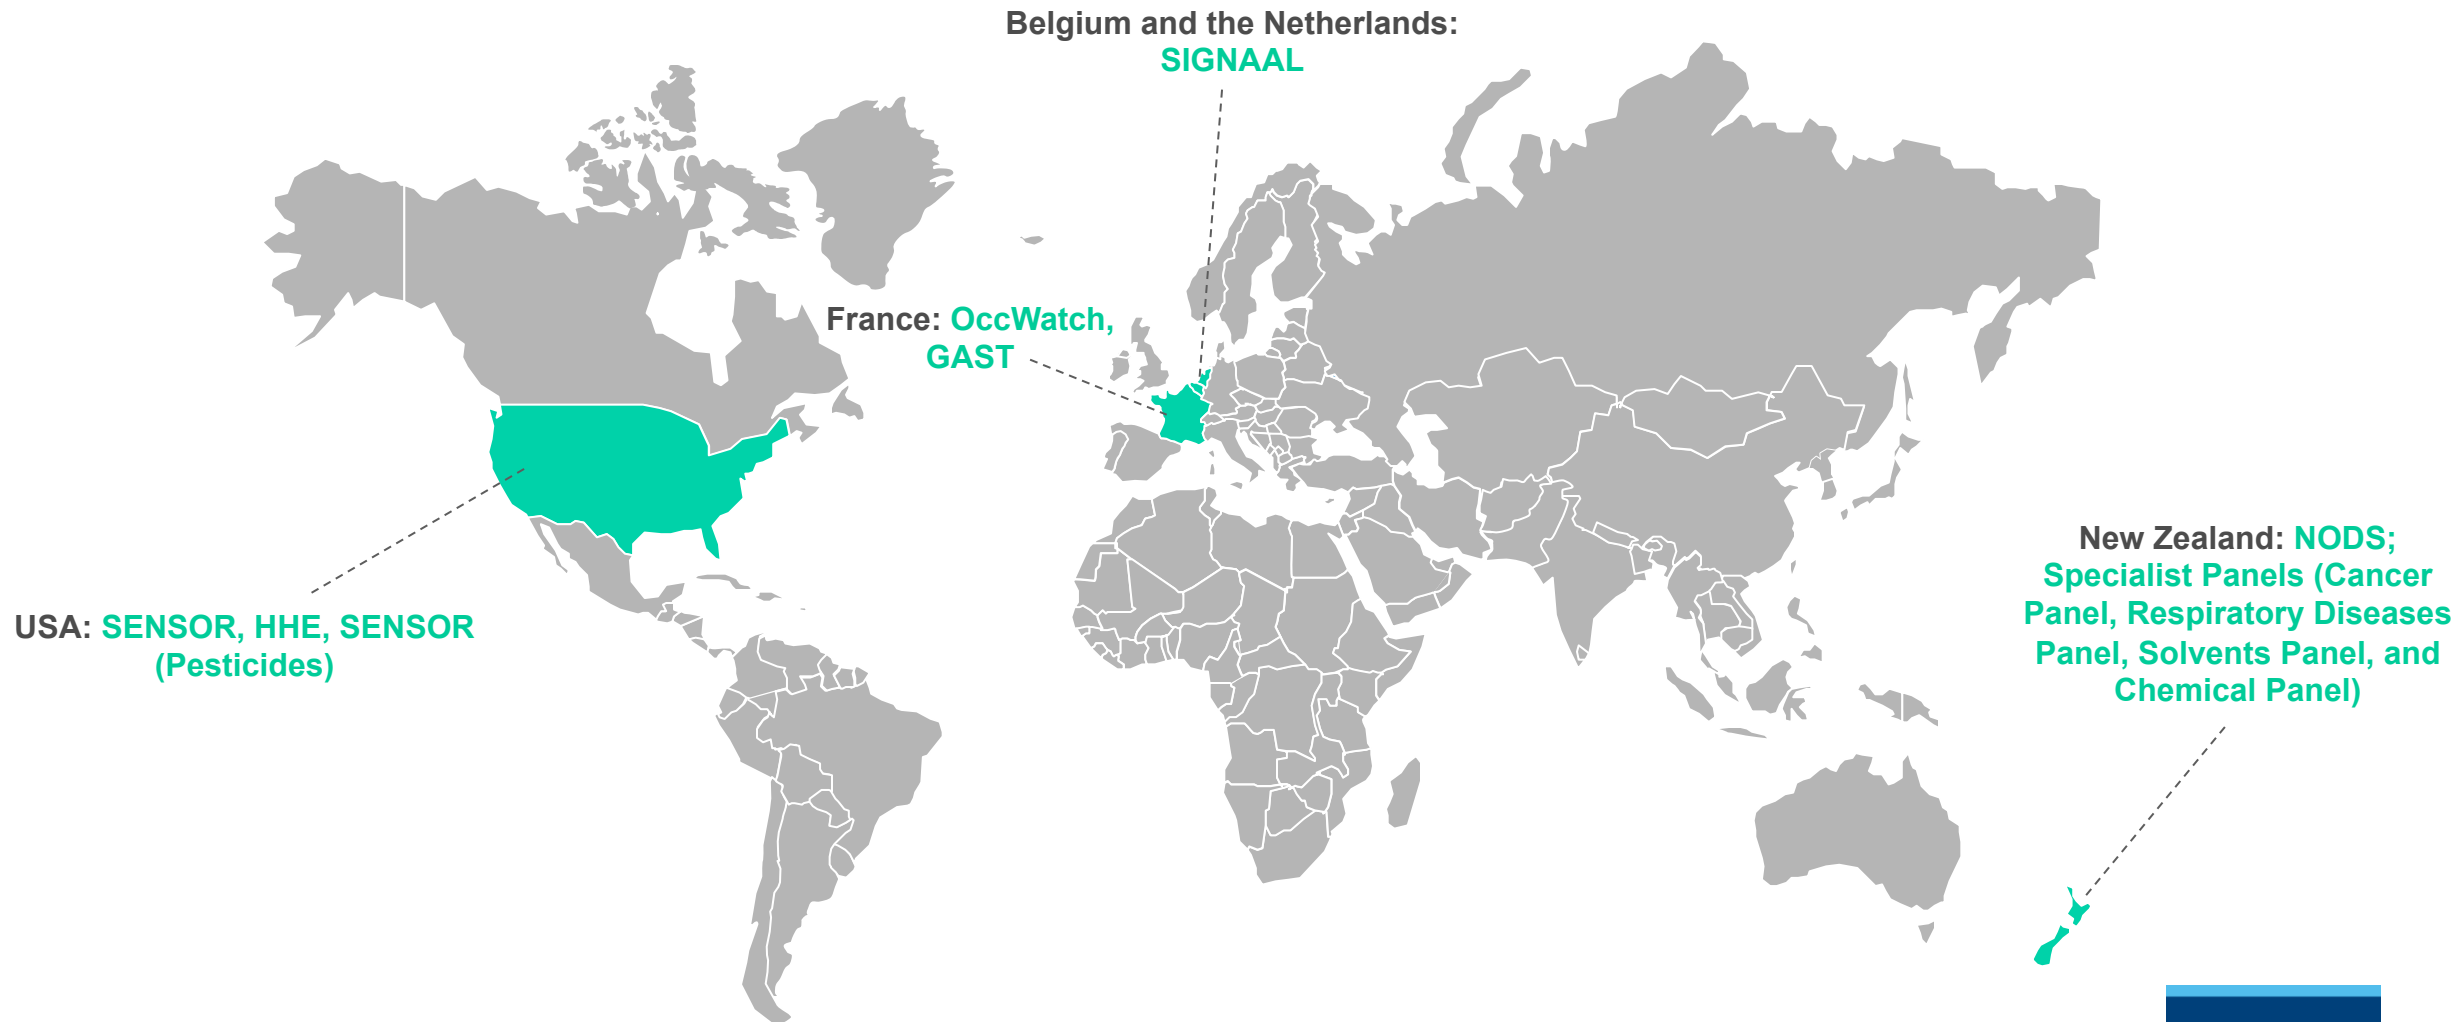 Belgium and the Netherlands:
SIGNAAL
France: OccWatch,
GAST
USA: SENSOR, HHE, SENSOR
(Pesticides)
New Zealand: NODS;
Specialist Panels (Cancer
Panel, Respiratory Diseases
Panel, Solvents Panel, and
Chemical Panel)